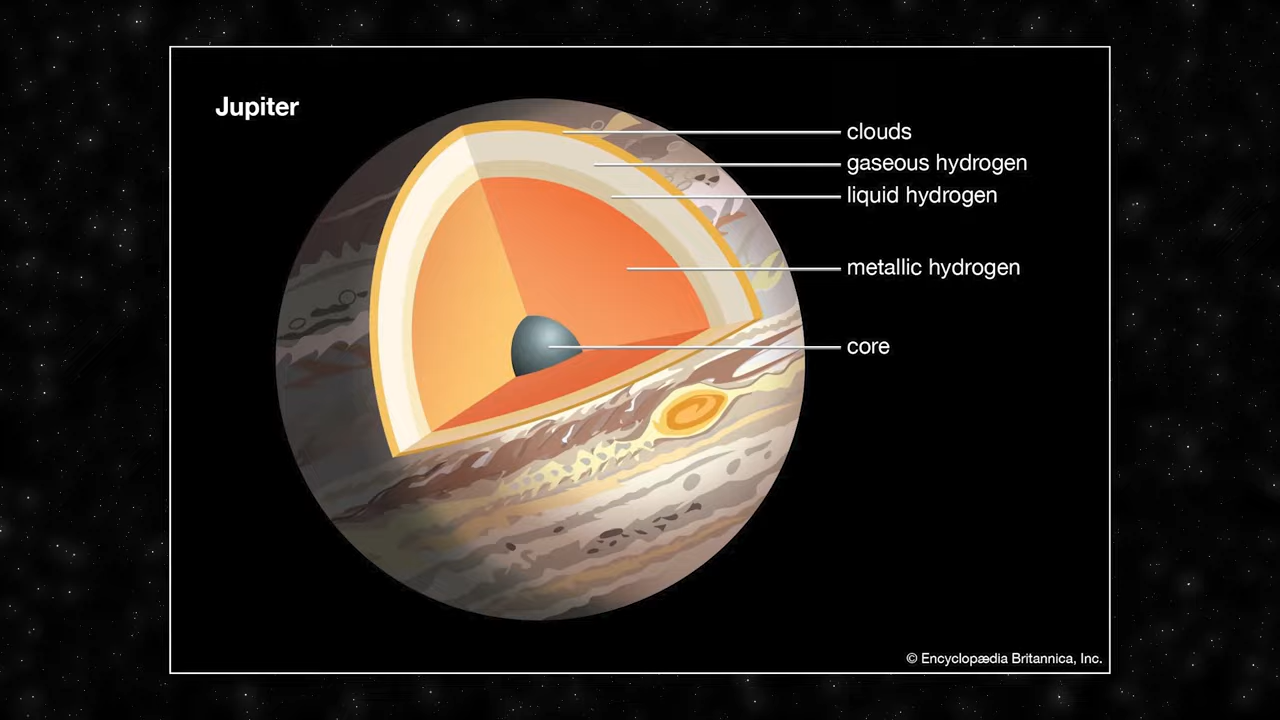 Jupiter
clouds
gaseous hydrogen
liquid hydrogen
metallic hydrogen
core
© Encyclopædia Britannica, Inc.